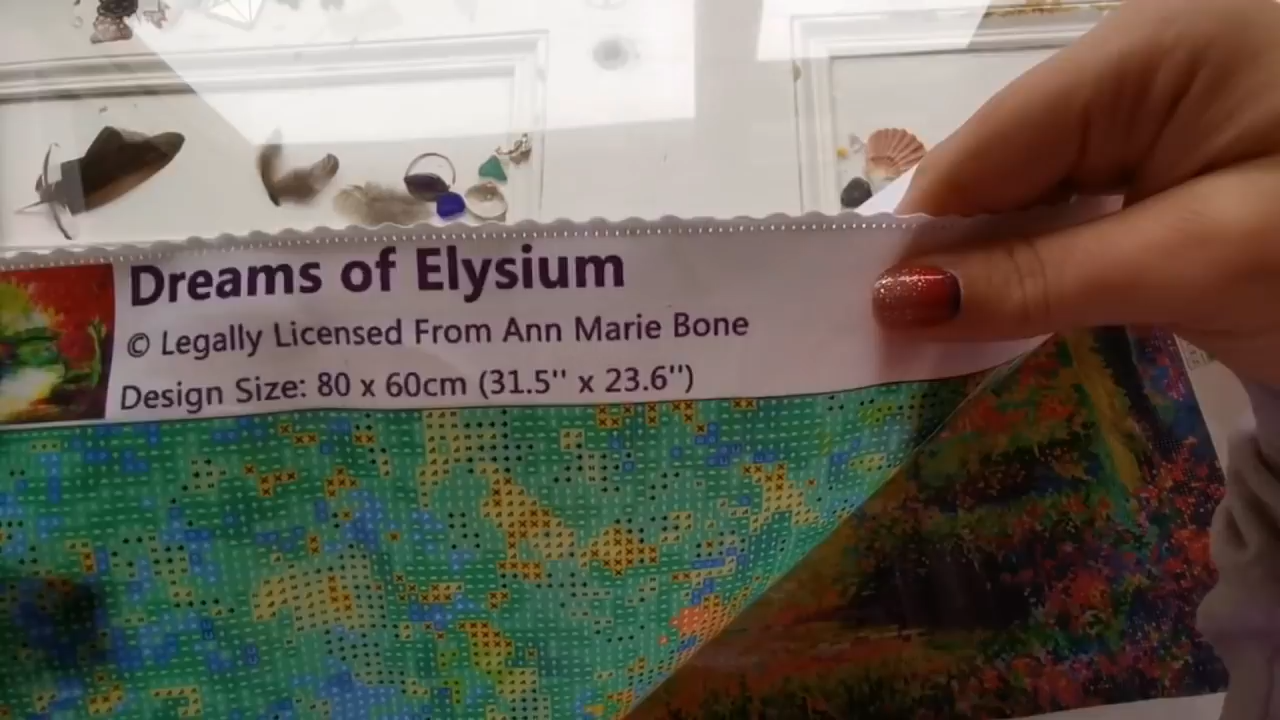 Dreams of Elysium
© Legally Licensed From Ann Marie Bone
Design Size: 80 x 60cm (31.5" x 23.6")